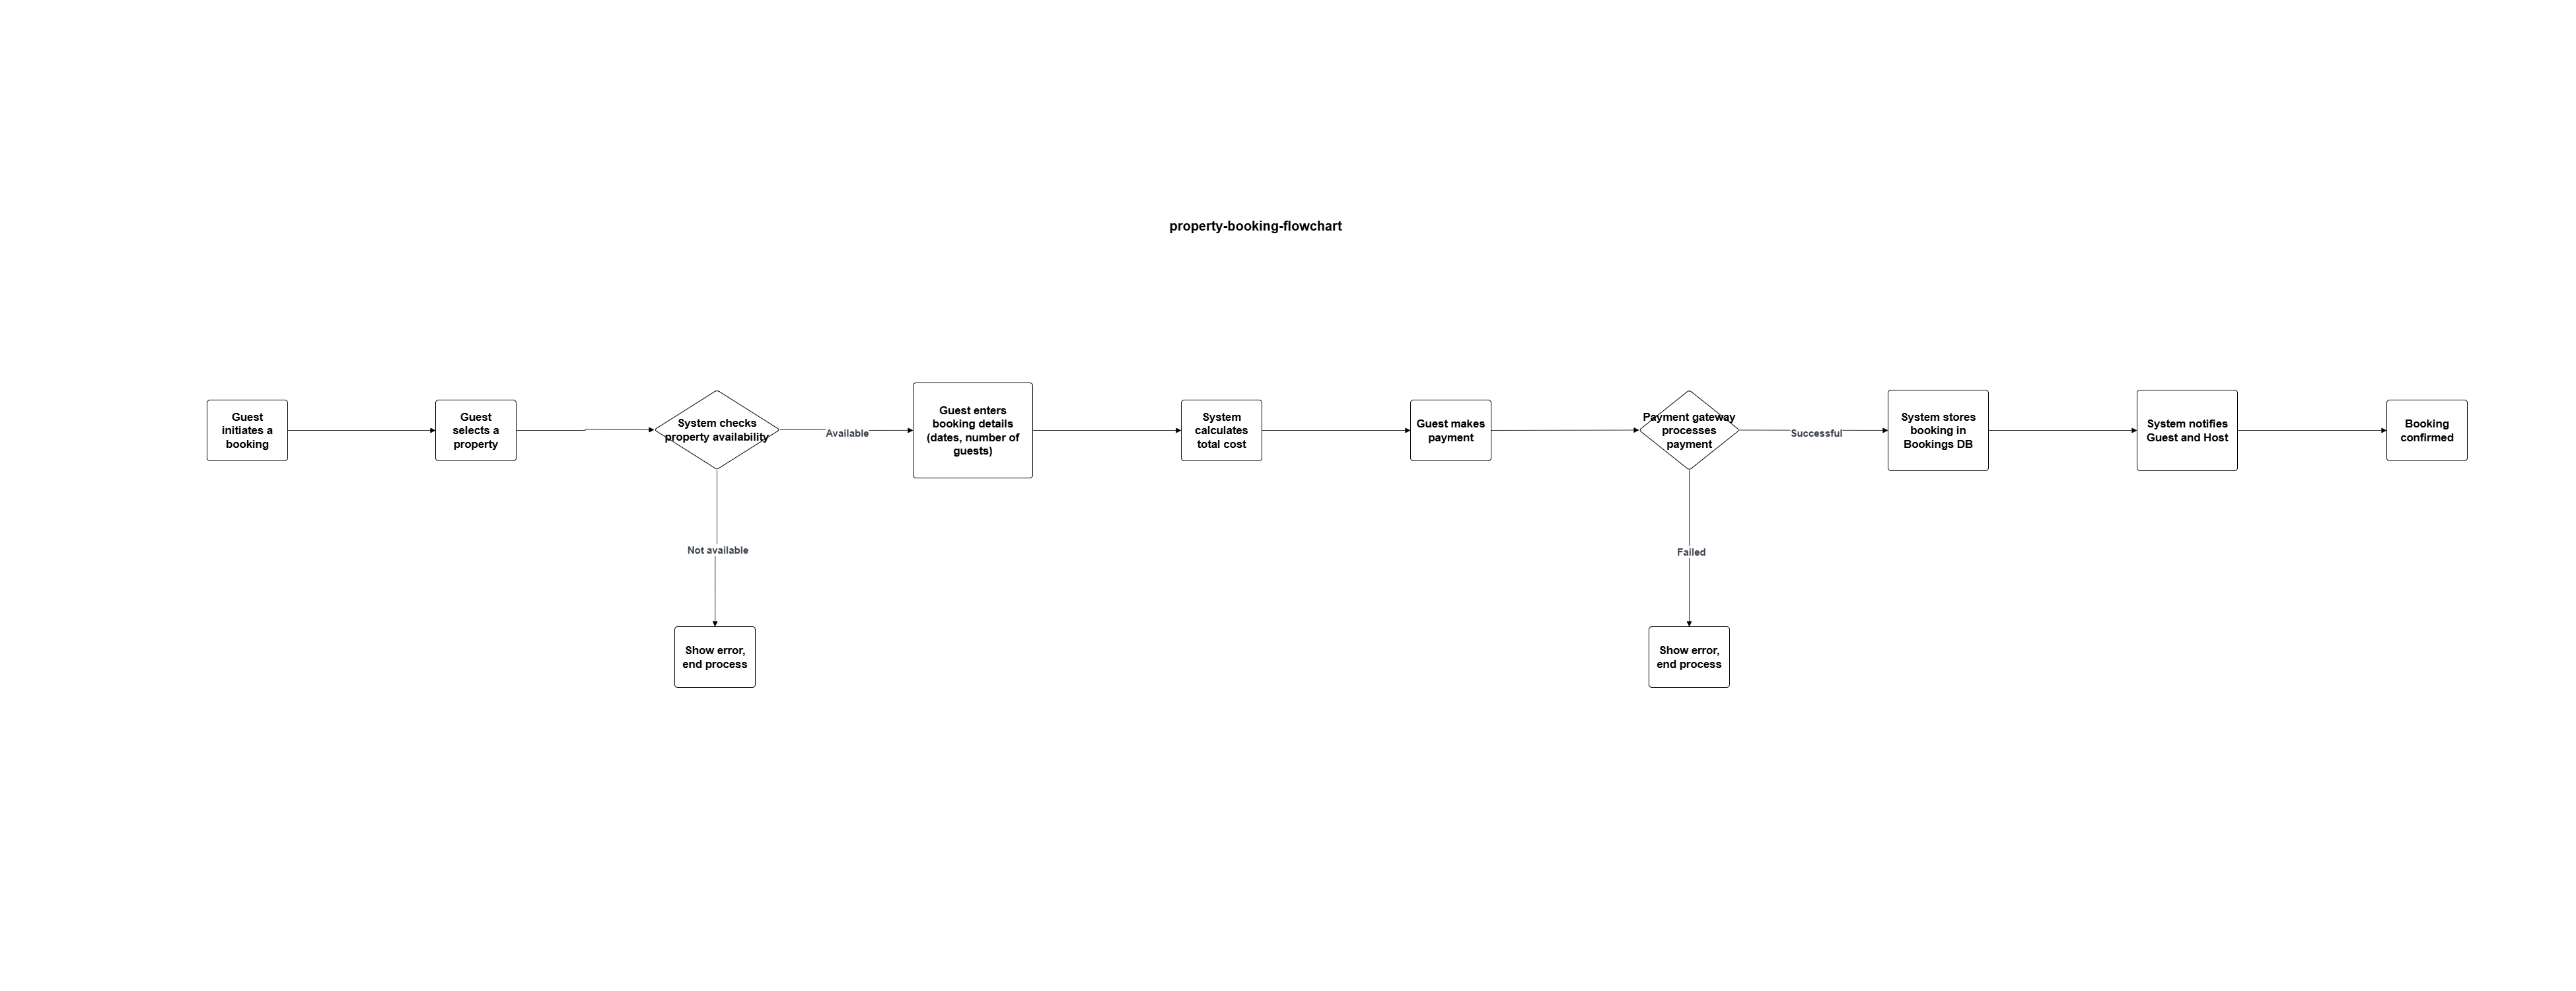 property-booking-flowchart
Guest
initiates a
booking
Guest
selects a
property
System checks
property availability
Available
Guest enters
booking details
(dates, number of
guests)
System
calculates
total cost
Guest makes
payment
Payment gateway
processes
payment
Successful
System stores
booking in
Bookings DB
System notifies
Guest and Host
Booking
confirmed
Not available
Failed
Show error,
end process
Show error,
end process